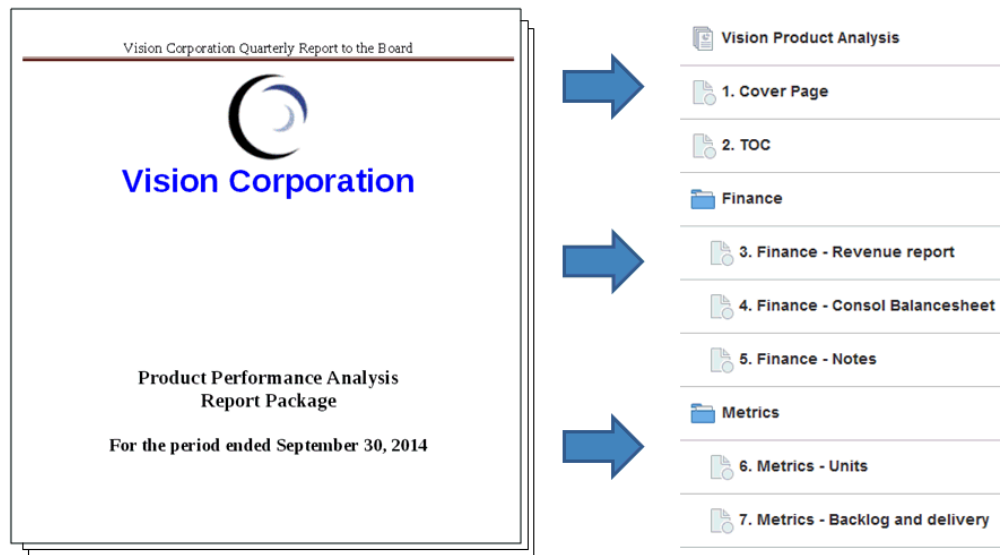 Vision Corporation Quarterly Report to the Board
Vision Corporation
Product Performance Analysis
Report Package
For the period ended September 30, 2014
Vision Product Analysis
1. Cover Page
2. TOC
Finance
3. Finance - Revenue report
4. Finance - Consol Balancesheet
5. Finance - Notes
Metrics
6. Metrics - Units
7. Metrics - Backlog and delivery